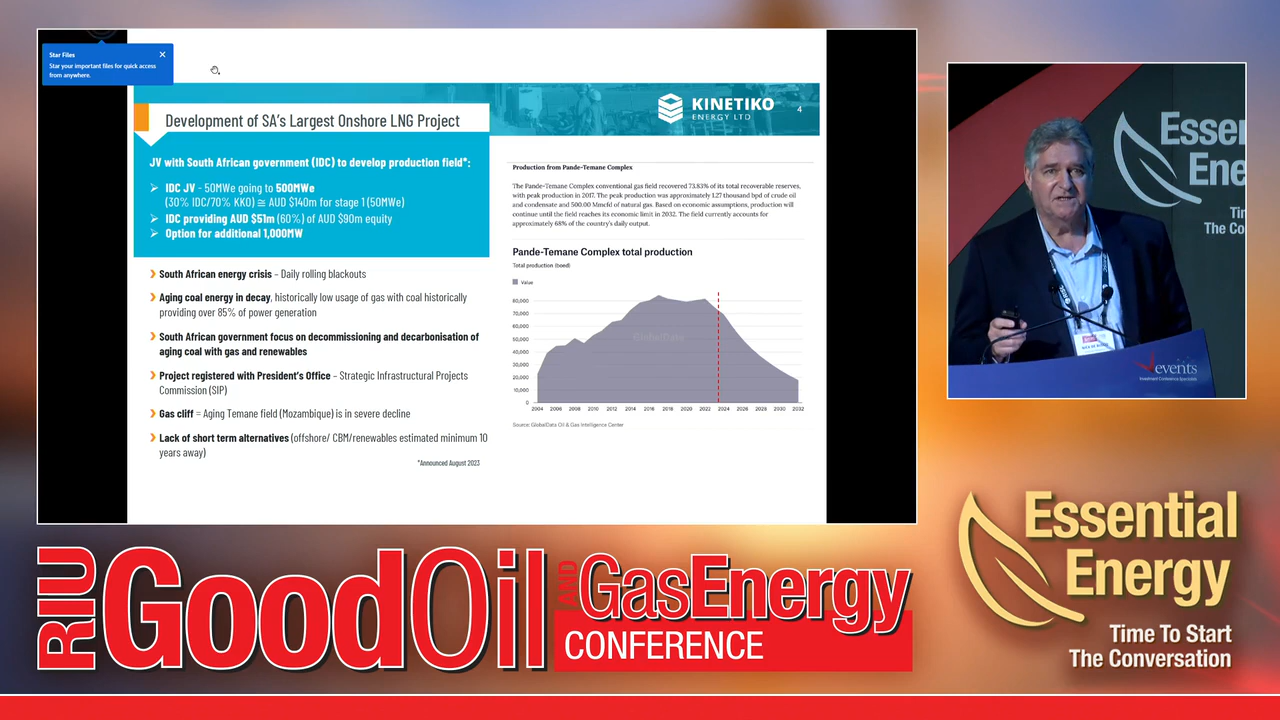 Star Files
Star your important files for quick access
from anywhere.
Development of SA's Largest Onshore LNG Project
KINETIKO
ENERGY LTD
4
JV with South African government (IDC) to develop production field*:
➢ IDC JV - 50MWe going to 500MWe
(30% IDC/70% KKO) ≅ AUD $140m for stage 1 (50MWe)
➢ IDC providing AUD $51m (60%) of AUD $90m equity
➢ Option for additional 1,000MW
South African energy crisis – Daily rolling blackouts
Aging coal energy in decay, historically low usage of gas with coal historically
providing over 85% of power generation
South African government focus on decommissioning and decarbonisation of
aging coal with gas and renewables
Project registered with President's Office – Strategic Infrastructural Projects
Commission (SIP)
Gas cliff = Aging Temane field (Mozambique) is in severe decline
Lack of short term alternatives (offshore/ CBM/renewables estimated minimum 10
years away)
*Announced August 2023
Production from Pande-Temane Complex
The Pande-Temane Complex conventional gas field recovered 73.83% of its total recoverable reserves,
with peak production in 2017. The peak production was approximately 1.27 thousand bpd of crude oil
and condensate and 500.00 Mmcfd of natural gas. Based on economic assumptions, production will
continue until the field reaches its economic limit in 2032. The field currently accounts for
approximately 68% of the country's daily output.
Pande-Temane Complex total production
Total production (boed)
Value
80,000
70,000
60,000
50,000
40,000
30,000
20,000
10,000
0
GlobalData
2004 2006 2008 2010 2012 2014 2016 2018 2020 2022 2024 2026 2028 2030 2032
Source: GlobalData Oil & Gas Intelligence Center
Essen
Ene
Tim
The Co
events
Investment Conference Specialists
RIU GoodOil AND GasEnergy
CONFERENCE
Essential
Energy
Time To Start
The Conversation